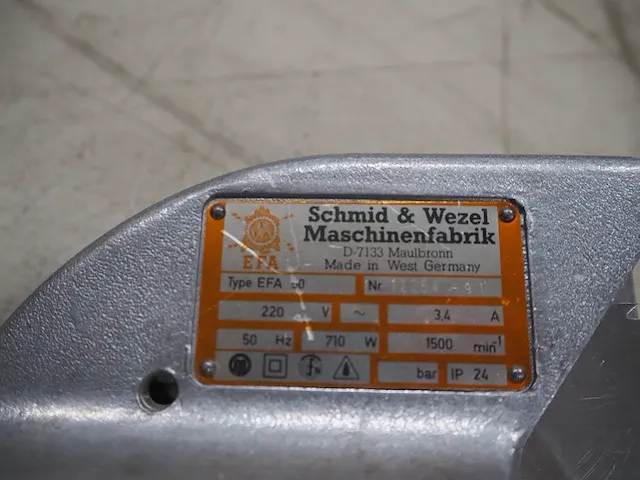 Schmid & Wezel
Maschinenfabrik
D-7133 Maulbronn
Made in West Germany
EFA
Type EFA 60 Nr.
220 V ~ 3,4 A
50 Hz 710 W 1500 min⁻¹
bar IP 24